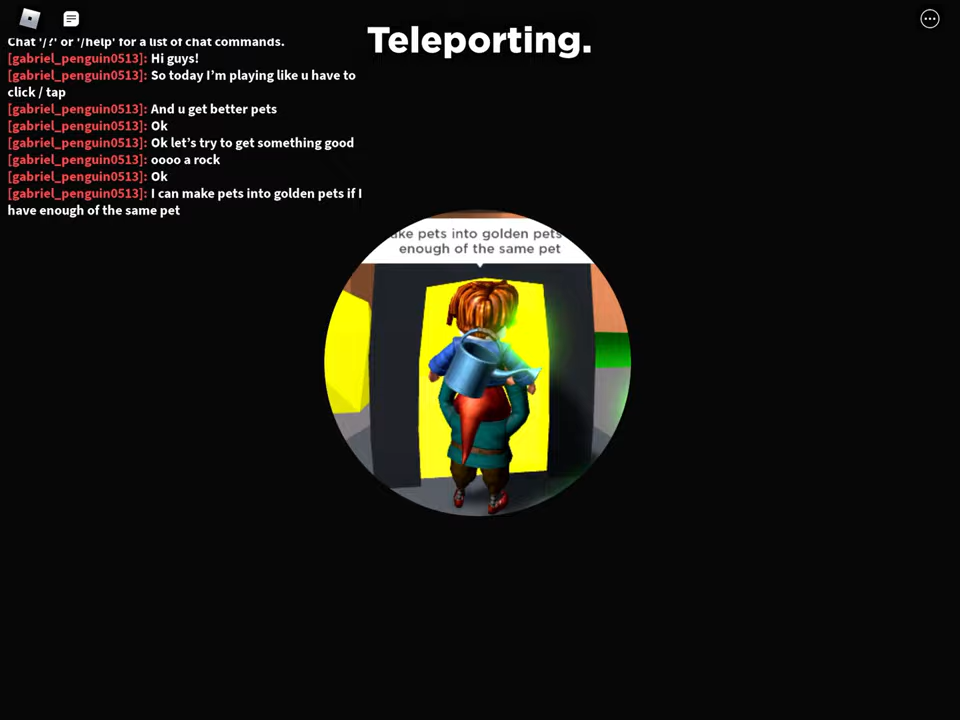 Teleporting.
Chat '/?' or '/help' for a list of chat commands.
[gabriel_penguin0513]: Hi guys!
[gabriel_penguin0513]: So today I'm playing like u have to
click / tap
[gabriel_penguin0513]: And u get better pets
[gabriel_penguin0513]: Ok
[gabriel_penguin0513]: Ok let's try to get something good
[gabriel_penguin0513]: oooo a rock
[gabriel_penguin0513]: Ok
[gabriel_penguin0513]: I can make pets into golden pets if I
have enough of the same pet
ake pets into golden pets
enough of the same pet